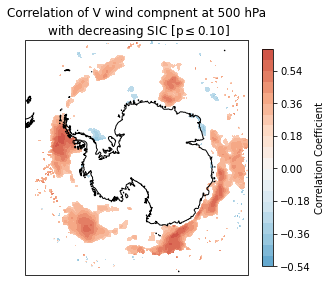 Correlation of V wind compnent at 500 hPa
with decreasing SIC [p ≤ 0.10]
0.54
0.36
0.18
0.00
−0.18
−0.36
−0.54
Correlation Coefficient